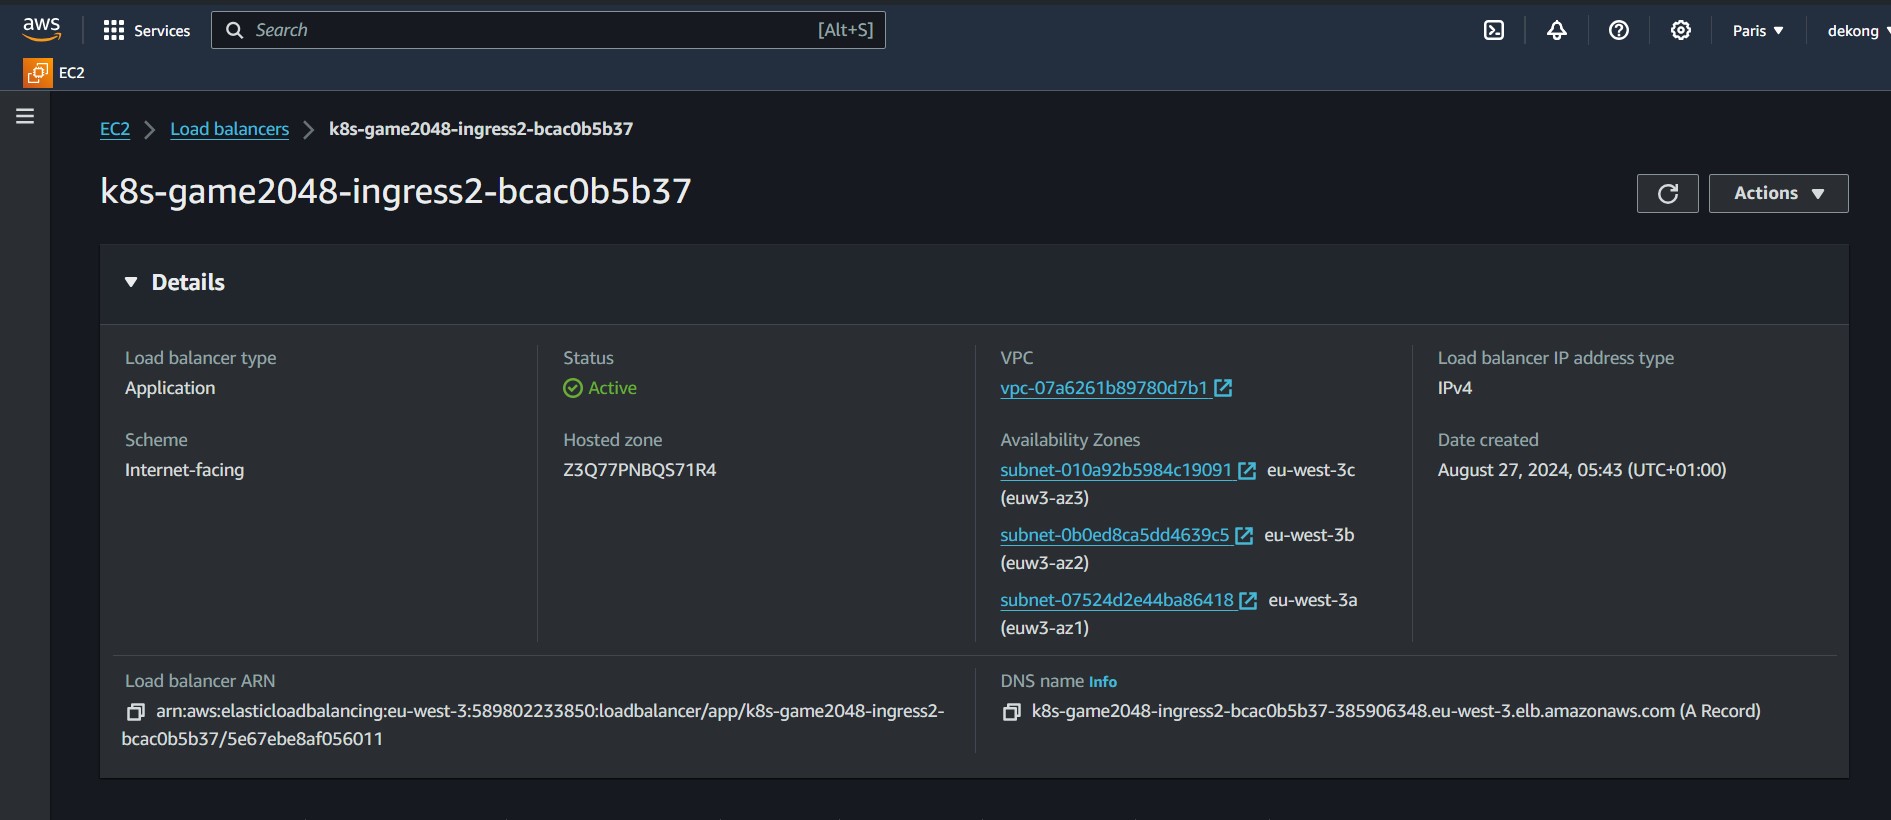 aws Services Search [Alt+S] Paris dekong
EC2
EC2 Load balancers k8s-game2048-ingress2-bcac0b5b37
k8s-game2048-ingress2-bcac0b5b37
Actions
Details
Load balancer type
Application
Scheme
Internet-facing
Status
Active
Hosted zone
Z3Q77PNBQS71R4
VPC
vpc-07a6261b89780d7b1
Availability Zones
subnet-010a92b5984c19091 eu-west-3c
(euw3-az3)
subnet-0b0ed8ca5dd4639c5 eu-west-3b
(euw3-az2)
subnet-07524d2e44ba86418 eu-west-3a
(euw3-az1)
Load balancer IP address type
IPv4
Date created
August 27, 2024, 05:43 (UTC+01:00)
Load balancer ARN
arn:aws:elasticloadbalancing:eu-west-3:589802233850:loadbalancer/app/k8s-game2048-ingress2-
bcac0b5b37/5e67ebe8af056011
DNS name Info
k8s-game2048-ingress2-bcac0b5b37-385906348.eu-west-3.elb.amazonaws.com (A Record)